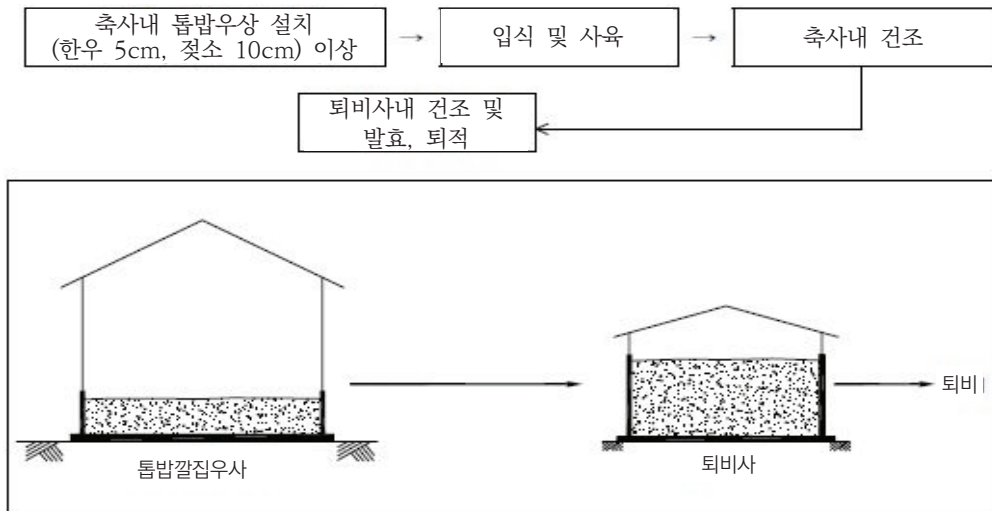 축사내 톱밥우상 설치
(한우 5cm, 젖소 10cm) 이상
→
입식 및 사육
→
축사내 건조
퇴비사내 건조 및
발효, 퇴적
퇴비
톱밥깔집우사
퇴비사